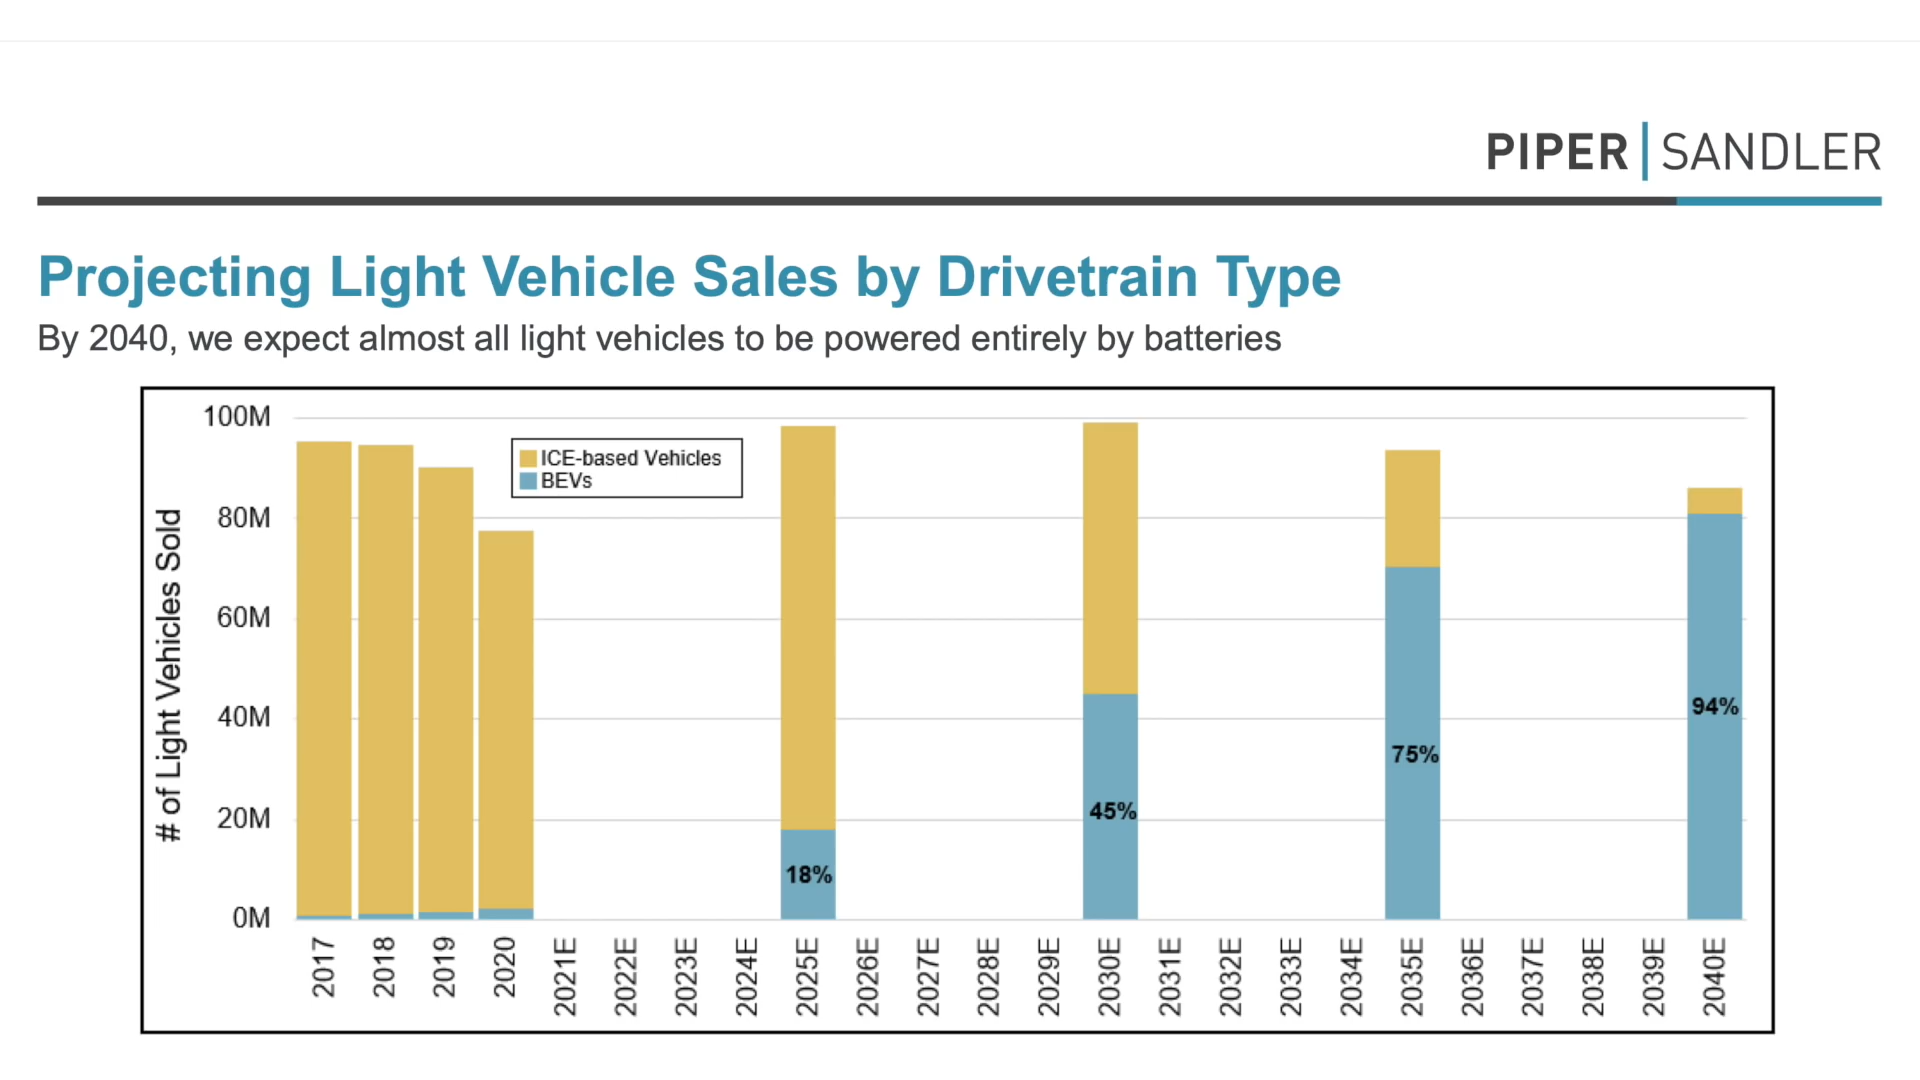 PIPER | SANDLER
Projecting Light Vehicle Sales by Drivetrain Type
By 2040, we expect almost all light vehicles to be powered entirely by batteries
# of Light Vehicles Sold
100M
80M
60M
40M
20M
0M
ICE-based Vehicles
BEVs
18%
45%
75%
94%
2017
2018
2019
2020
2021E
2022E
2023E
2024E
2025E
2026E
2027E
2028E
2029E
2030E
2031E
2032E
2033E
2034E
2035E
2036E
2037E
2038E
2039E
2040E